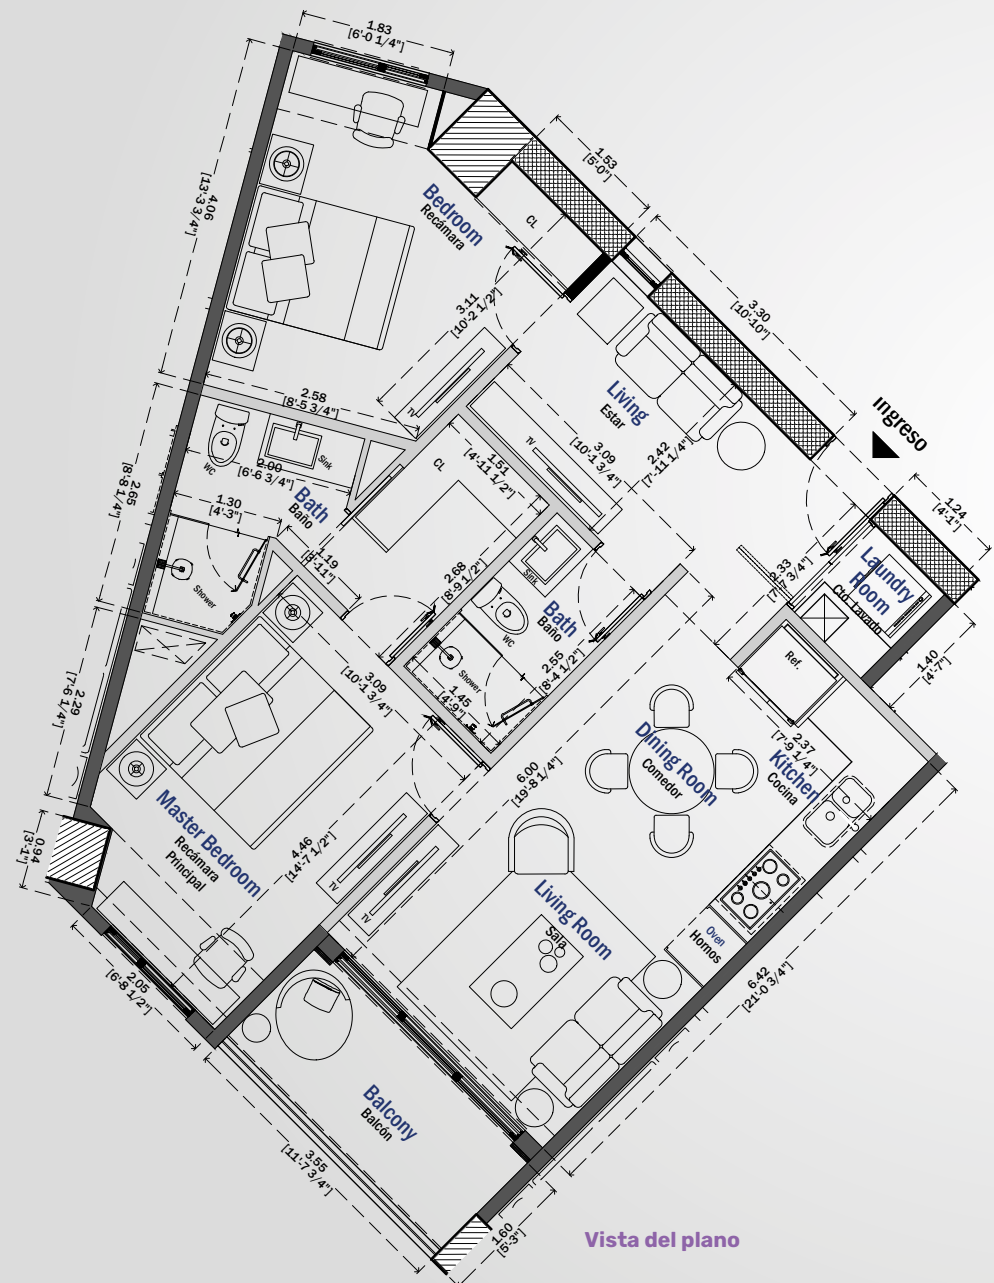 1.83
[6'-0 1/4"]
1.53
[5'-0"]
4.06
[13'-3 3/4"]
Bedroom
Recámara
CL
3.11
[10'-2 1/2"]
3.30
[10'-10"]
2.58
[8'-5 3/4"]
TV
Living
Estar
Ingreso
WC
Sink
2.00
[6'-6 3/4"]
CL
1.51
[4'-11 1/2"]
TV
3.09
[10'-1 3/4"]
2.42
[7'-11 1/4"]
2.65
[8'-8 1/4"]
1.30
[4'-3"]
Bath
Baño
1.24
[4'-1"]
1.19
[3'-11"]
Shower
2.68
[8'-9 1/2"]
Sink
Laundry
Room
Cto. Lavado
Bath
Baño
WC
Shower
2.55
[8'-4 1/2"]
1.45
[4'-9"]
Ref.
1.40
[4'-7"]
2.29
[7'-6 1/4"]
3.09
[10'-1 3/4"]
Dining Room
Comedor
2.37
[7'-9 1/4"]
Kitchen
Cocina
6.00
[19'-8 1/4"]
Master Bedroom
Recámara
Principal
4.46
[14'-7 1/2"]
0.94
[3'-1"]
TV
TV
Living Room
Sala
Oven
Hornos
6.42
[21'-0 3/4"]
2.05
[6'-8 1/2"]
Balcony
Balcón
3.55
[11'-7 3/4"]
1.60
[5'-3"]
Vista del plano